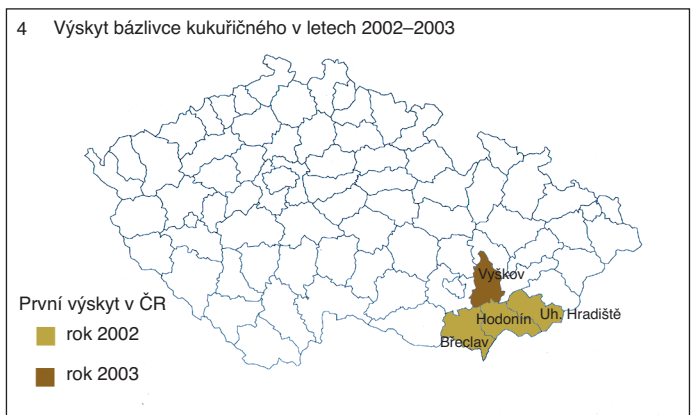 4 Výskyt bázlivce kukuřičného v letech 2002–2003
Vyškov
Uh. Hradiště
Hodonín
Břeclav
První výskyt v ČR
rok 2002
rok 2003